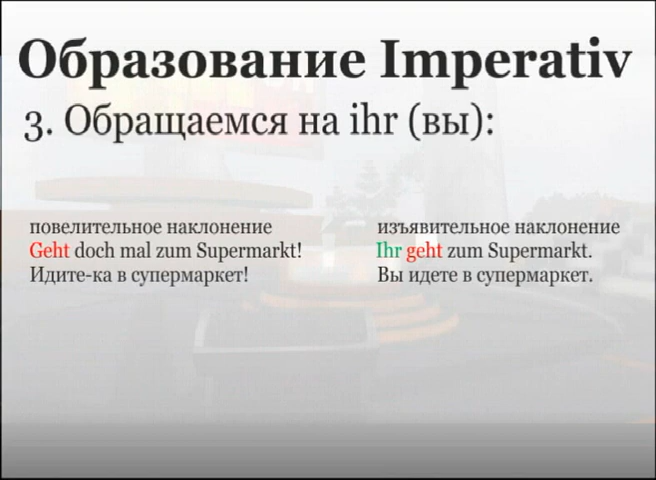 Образование Imperativ
3. Обращаемся на ihr (вы):
повелительное наклонение
Geht doch mal zum Supermarkt!
Идите-ка в супермаркет!
изъявительное наклонение
Ihr geht zum Supermarkt.
Вы идете в супермаркет.